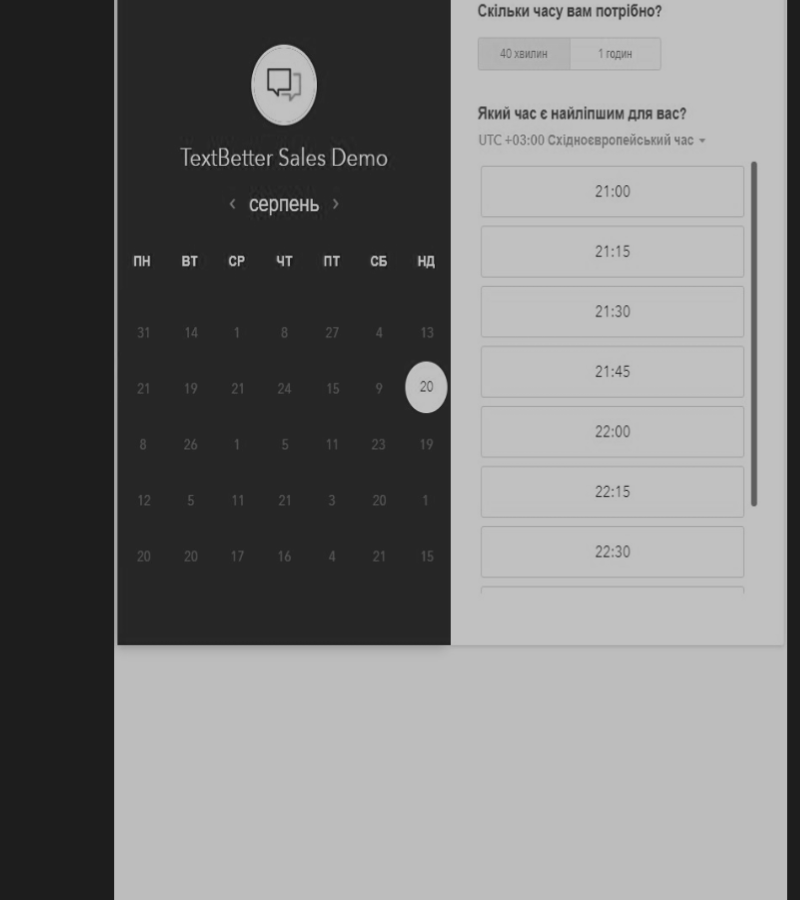 TextBetter Sales Demo
‹ серпень ›
ПН ВТ СР ЧТ ПТ СБ НД
31 14 1 8 27 4 13
21 19 21 24 15 9 20
8 26 1 5 11 23 19
12 5 11 21 3 20 1
20 20 17 16 4 21 15
Скільки часу вам потрібно?
40 хвилин 1 годин
Який час є найліпшим для вас?
UTC +03:00 Східноєвропейський час
21:00
21:15
21:30
21:45
22:00
22:15
22:30